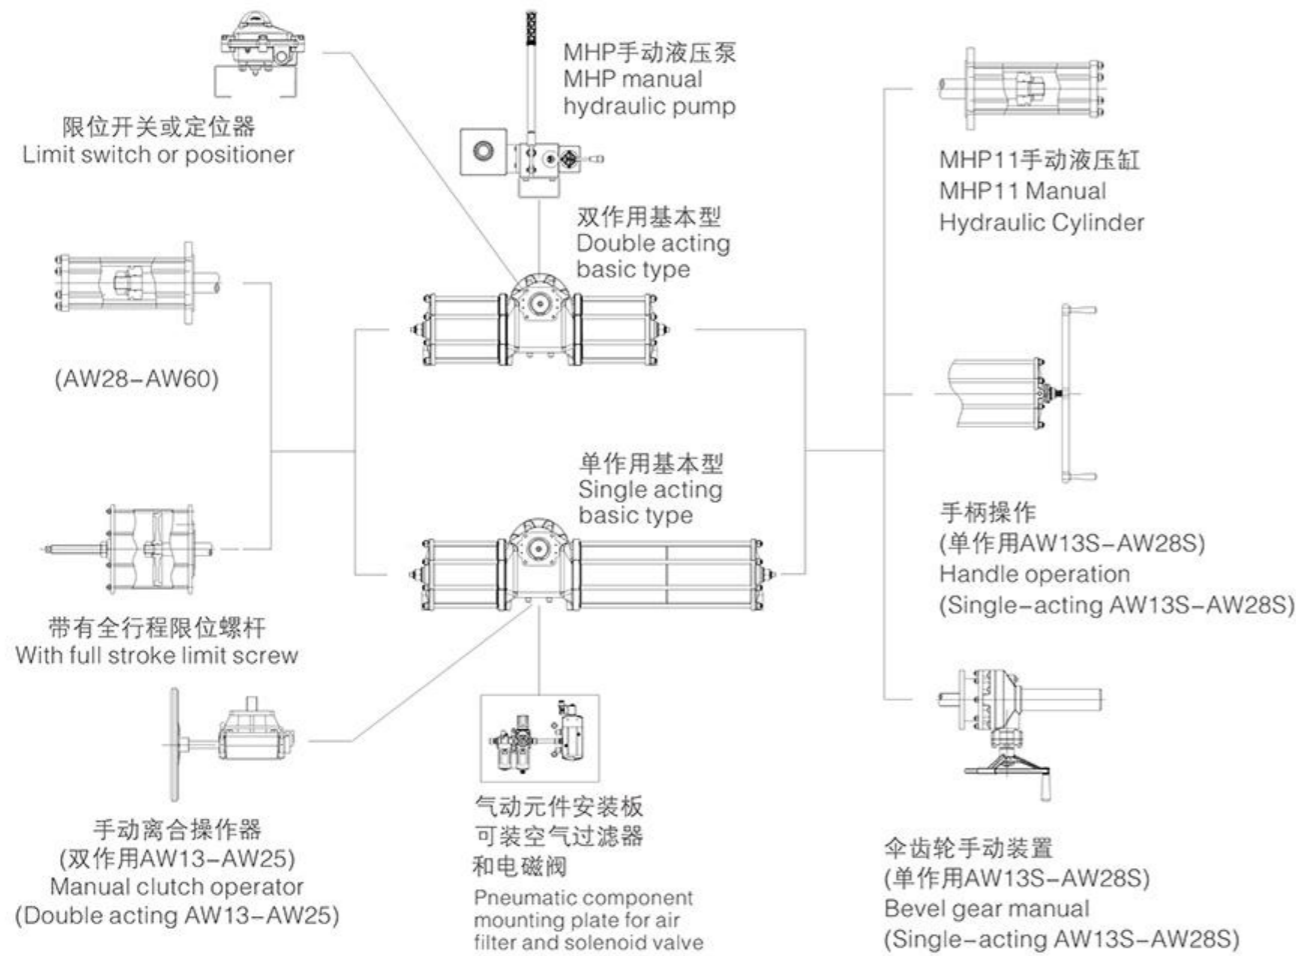 限位开关或定位器
Limit switch or positioner
MHP手动液压泵
MHP manual
hydraulic pump
MHP11手动液压缸
MHP11 Manual
Hydraulic Cylinder
双作用基本型
Double acting
basic type
(AW28-AW60)
单作用基本型
Single acting
basic type
手柄操作
(单作用AW13S-AW28S)
Handle operation
(Single-acting AW13S-AW28S)
带有全行程限位螺杆
With full stroke limit screw
手动离合操作器
(双作用AW13-AW25)
Manual clutch operator
(Double acting AW13-AW25)
气动元件安装板
可装空气过滤器
和电磁阀
Pneumatic component
mounting plate for air
filter and solenoid valve
伞齿轮手动装置
(单作用AW13S-AW28S)
Bevel gear manual
(Single-acting AW13S-AW28S)